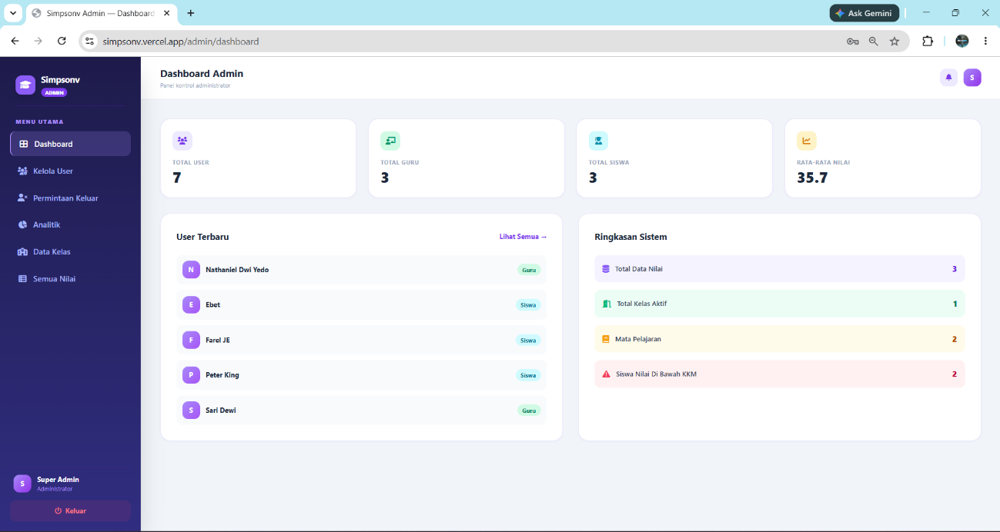 Simpsonv Admin — Dashboard
Ask Gemini
simpsonv.vercel.app/admin/dashboard
Simpsonv
ADMIN
MENU UTAMA
Dashboard
Kelola User
Permintaan Keluar
Analitik
Data Kelas
Semua Nilai
S
Super Admin
Administrator
Keluar
Dashboard Admin
Panel kontrol administrator
S
TOTAL USER
7
TOTAL GURU
3
TOTAL SISWA
3
RATA-RATA NILAI
35.7
User Terbaru
Lihat Semua →
N Nathaniel Dwi Yedo Guru
E Ebet Siswa
F Farel JE Siswa
P Peter King Siswa
S Sari Dewi Guru
Ringkasan Sistem
Total Data Nilai 3
Total Kelas Aktif 1
Mata Pelajaran 2
Siswa Nilai Di Bawah KKM 2